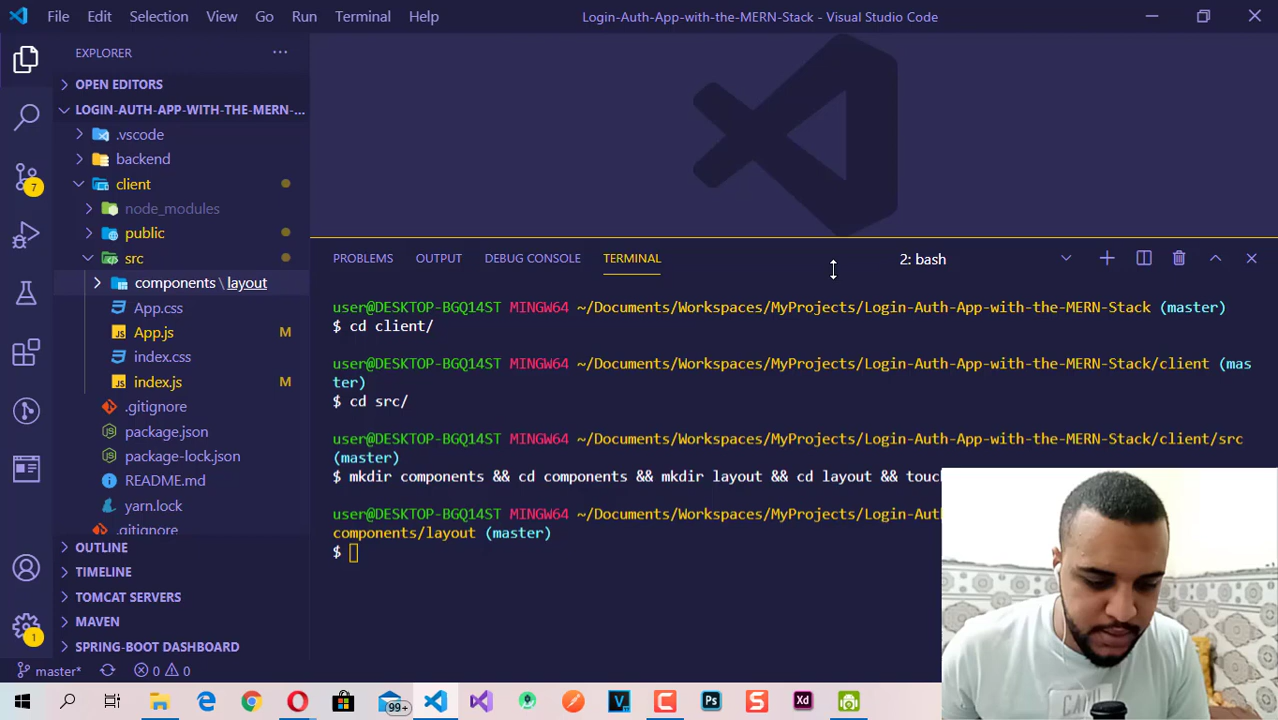 File Edit Selection View Go Run Terminal Help
Login-Auth-App-with-the-MERN-Stack - Visual Studio Code
EXPLORER
OPEN EDITORS
LOGIN-AUTH-APP-WITH-THE-MERN-...
.vscode
backend
client
node_modules
public
src
components\layout
App.css
App.js M
index.css
index.js M
.gitignore
package.json
package-lock.json
README.md
yarn.lock
.gitignore
OUTLINE
TIMELINE
TOMCAT SERVERS
MAVEN
SPRING-BOOT DASHBOARD
7
1
PROBLEMS OUTPUT DEBUG CONSOLE TERMINAL
2: bash
user@DESKTOP-BGQ14ST MINGW64 ~/Documents/Workspaces/MyProjects/Login-Auth-App-with-the-MERN-Stack (master)
$ cd client/
user@DESKTOP-BGQ14ST MINGW64 ~/Documents/Workspaces/MyProjects/Login-Auth-App-with-the-MERN-Stack/client (mas
ter)
$ cd src/
user@DESKTOP-BGQ14ST MINGW64 ~/Documents/Workspaces/MyProjects/Login-Auth-App-with-the-MERN-Stack/client/src
(master)
$ mkdir components && cd components && mkdir layout && cd layout && touc
user@DESKTOP-BGQ14ST MINGW64 ~/Documents/Workspaces/MyProjects/Login-Aut
components/layout (master)
$
master* 0 0
99+
V
Ps
S
Xd